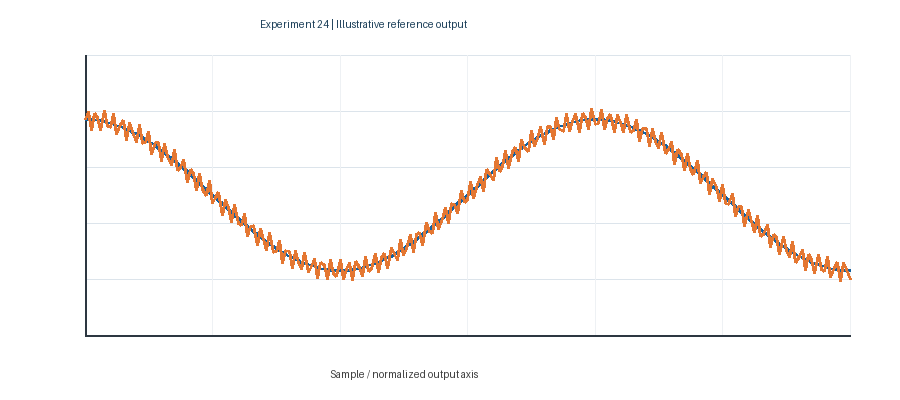 Experiment 24 | Illustrative reference output
Sample / normalized output axis